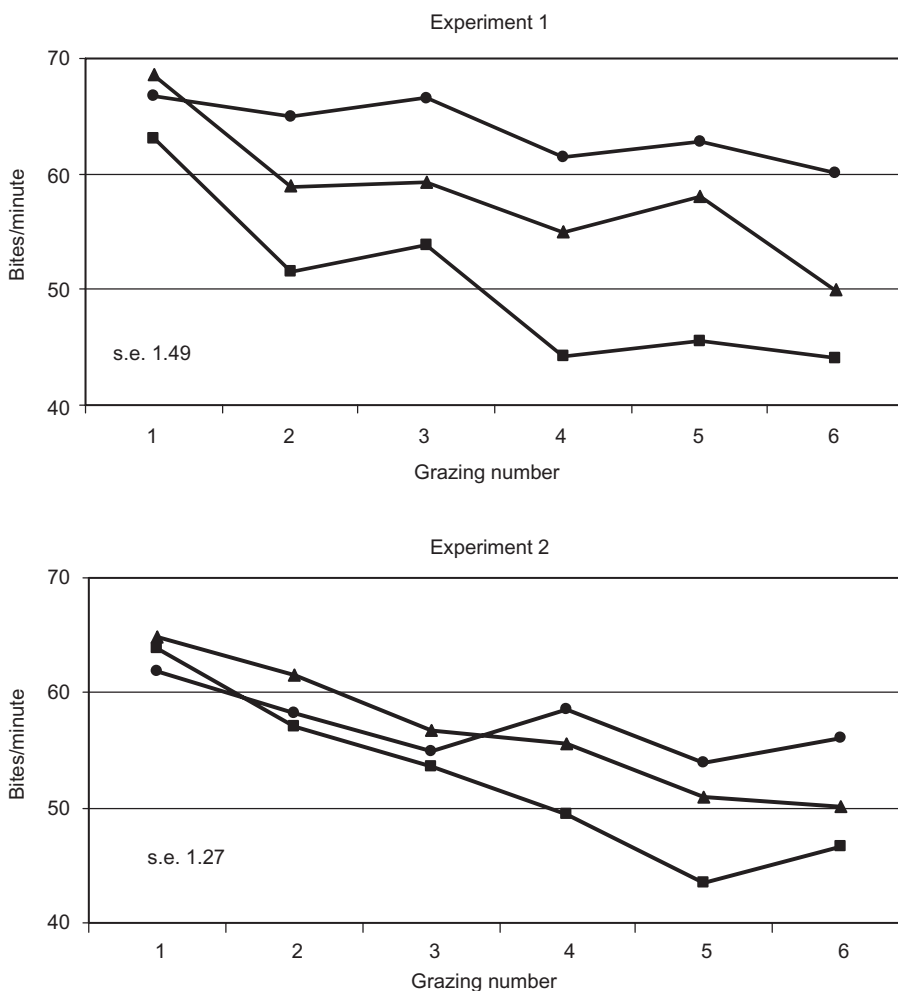 Experiment 1
70
60
50
40
Bites/minute
s.e. 1.49
1 2 3 4 5 6
Grazing number
Experiment 2
70
60
50
40
Bites/minute
s.e. 1.27
1 2 3 4 5 6
Grazing number